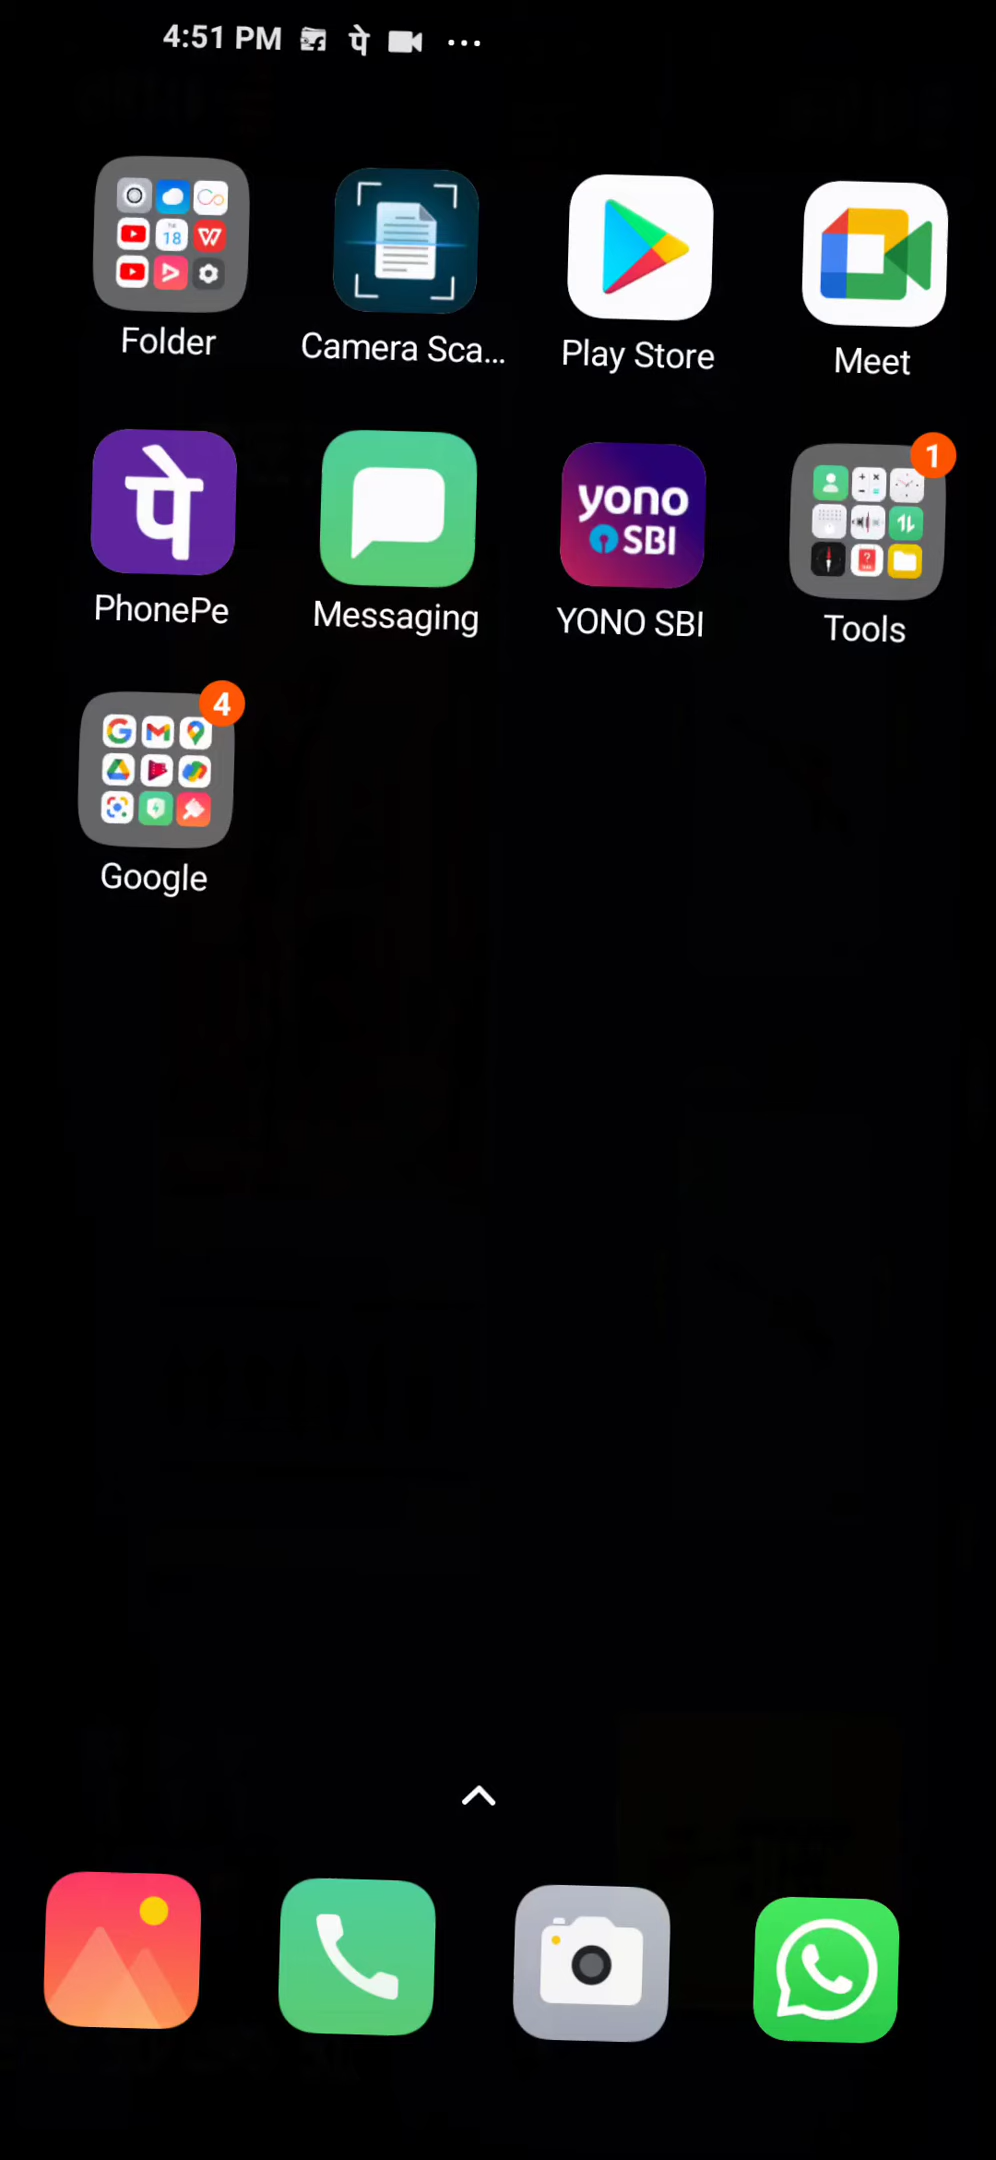 4:51 PM पे ...
18
Folder Camera Sca... Play Store Meet
पे yono SBI 1
PhonePe Messaging YONO SBI Tools
4
Google